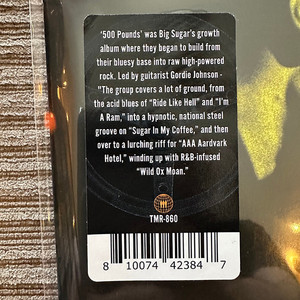 '500 Pounds' was Big Sugar's growth
album where they began to build from
their bluesy base into raw high-powered
rock. Led by guitarist Gordie Johnson -
"The group covers a lot of ground, from
the acid blues of "Ride Like Hell" and "I'm
A Ram," into a hypnotic, national steel
groove on "Sugar In My Coffee," and then
over to a lurching riff for "AAA Aardvark
Hotel," winding up with R&B-infused
"Wild Ox Moan."
TMR-860
8 10074 42384 7